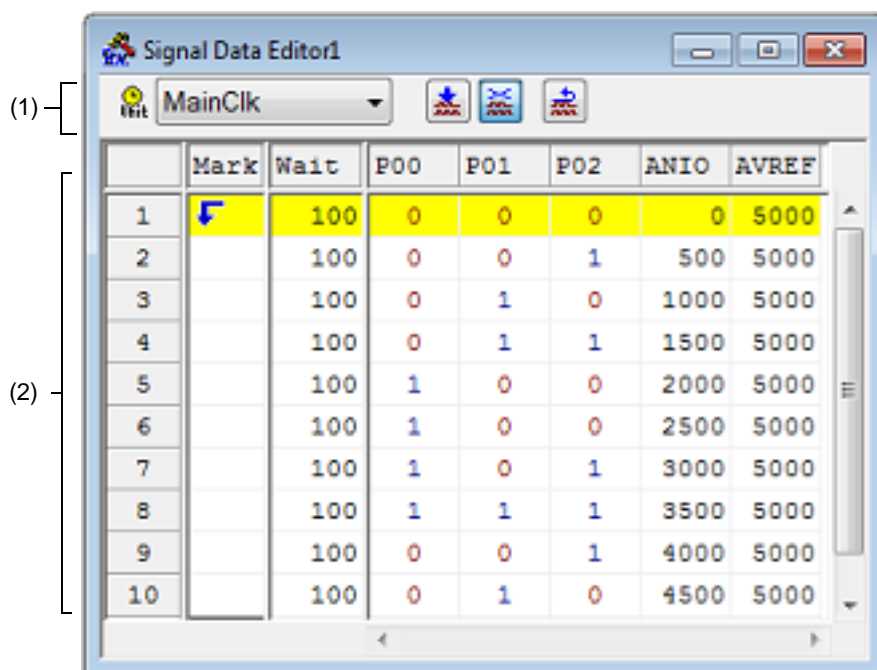 Signal Data Editor1
(1)
Unit MainClk
Mark Wait P00 P01 P02 ANI0 AVREF
1 100 0 0 0 0 5000
2 100 0 0 1 500 5000
3 100 0 1 0 1000 5000
4 100 0 1 1 1500 5000
(2)
5 100 1 0 0 2000 5000
6 100 1 0 0 2500 5000
7 100 1 0 1 3000 5000
8 100 1 1 1 3500 5000
9 100 0 0 1 4000 5000
10 100 0 1 0 4500 5000